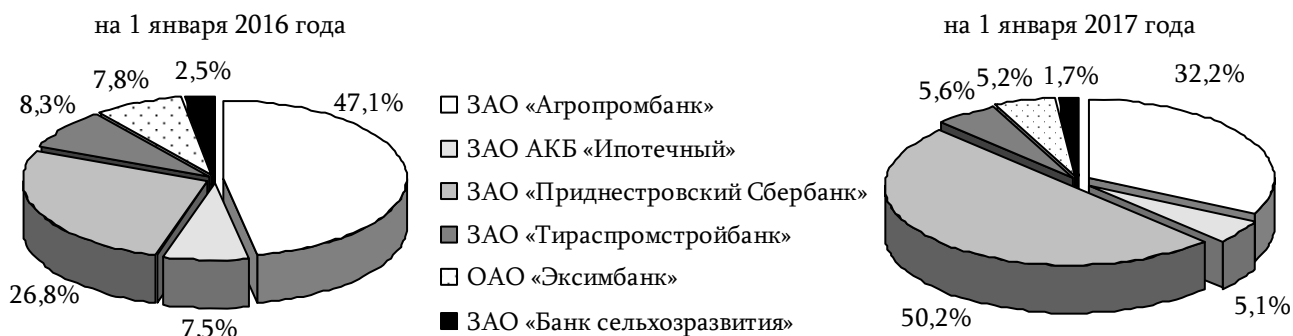 на 1 января 2016 года
2,5%
7,8%
8,3%
47,1%
26,8%
7,5%
ЗАО «Агропромбанк»
ЗАО АКБ «Ипотечный»
ЗАО «Приднестровский Сбербанк»
ЗАО «Тираспромстройбанк»
ОАО «Эксимбанк»
ЗАО «Банк сельхозразвития»
на 1 января 2017 года
32,2%
1,7%
5,2%
5,6%
50,2%
5,1%